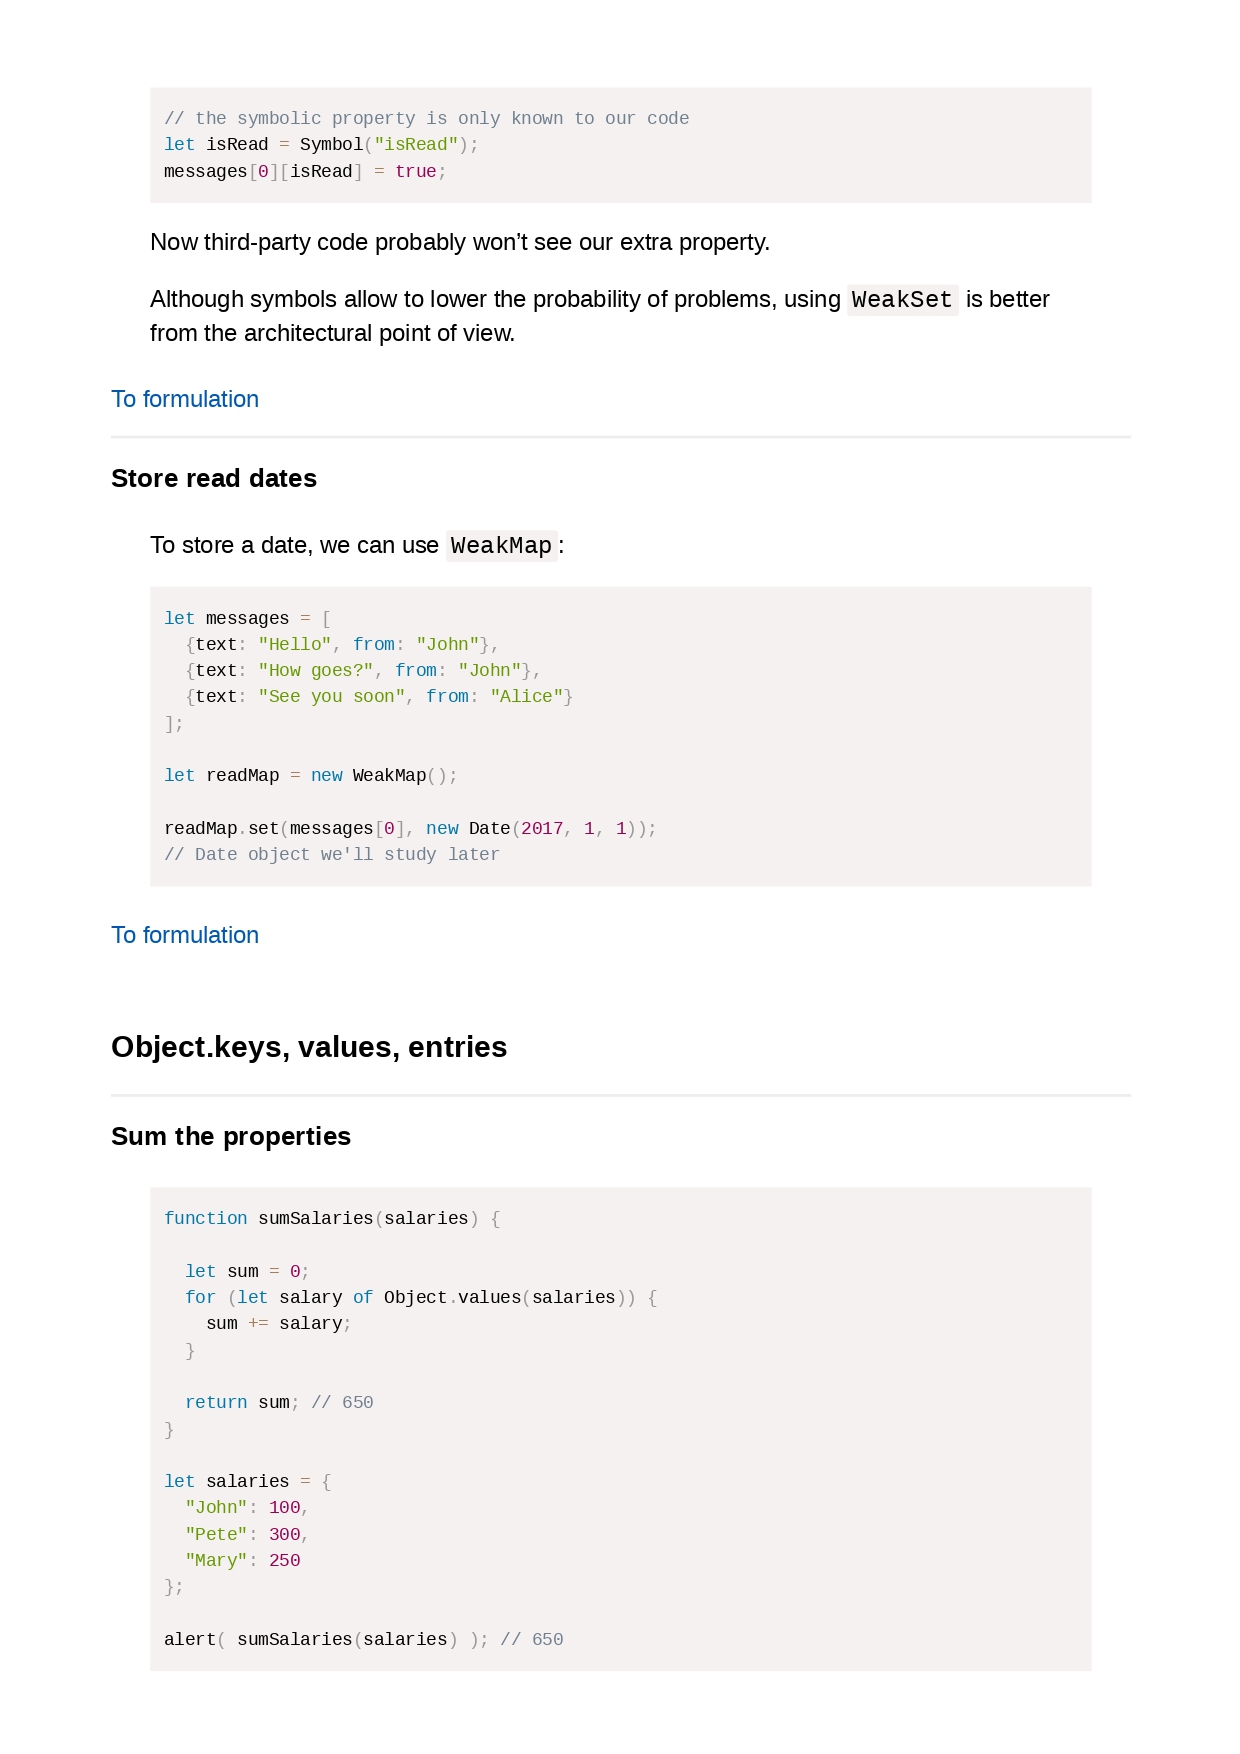 // the symbolic property is only known to our code
let isRead = Symbol("isRead");
messages[0][isRead] = true;
Now third-party code probably won’t see our extra property.
Although symbols allow to lower the probability of problems, using WeakSet is better
from the architectural point of view.
To formulation
Store read dates
To store a date, we can use WeakMap:
let messages = [
  {text: "Hello", from: "John"},
  {text: "How goes?", from: "John"},
  {text: "See you soon", from: "Alice"}
];
let readMap = new WeakMap();
readMap.set(messages[0], new Date(2017, 1, 1));
// Date object we'll study later
To formulation
Object.keys, values, entries
Sum the properties
function sumSalaries(salaries) {
  let sum = 0;
  for (let salary of Object.values(salaries)) {
    sum += salary;
  }
  return sum; // 650
}
let salaries = {
  "John": 100,
  "Pete": 300,
  "Mary": 250
};
alert( sumSalaries(salaries) ); // 650